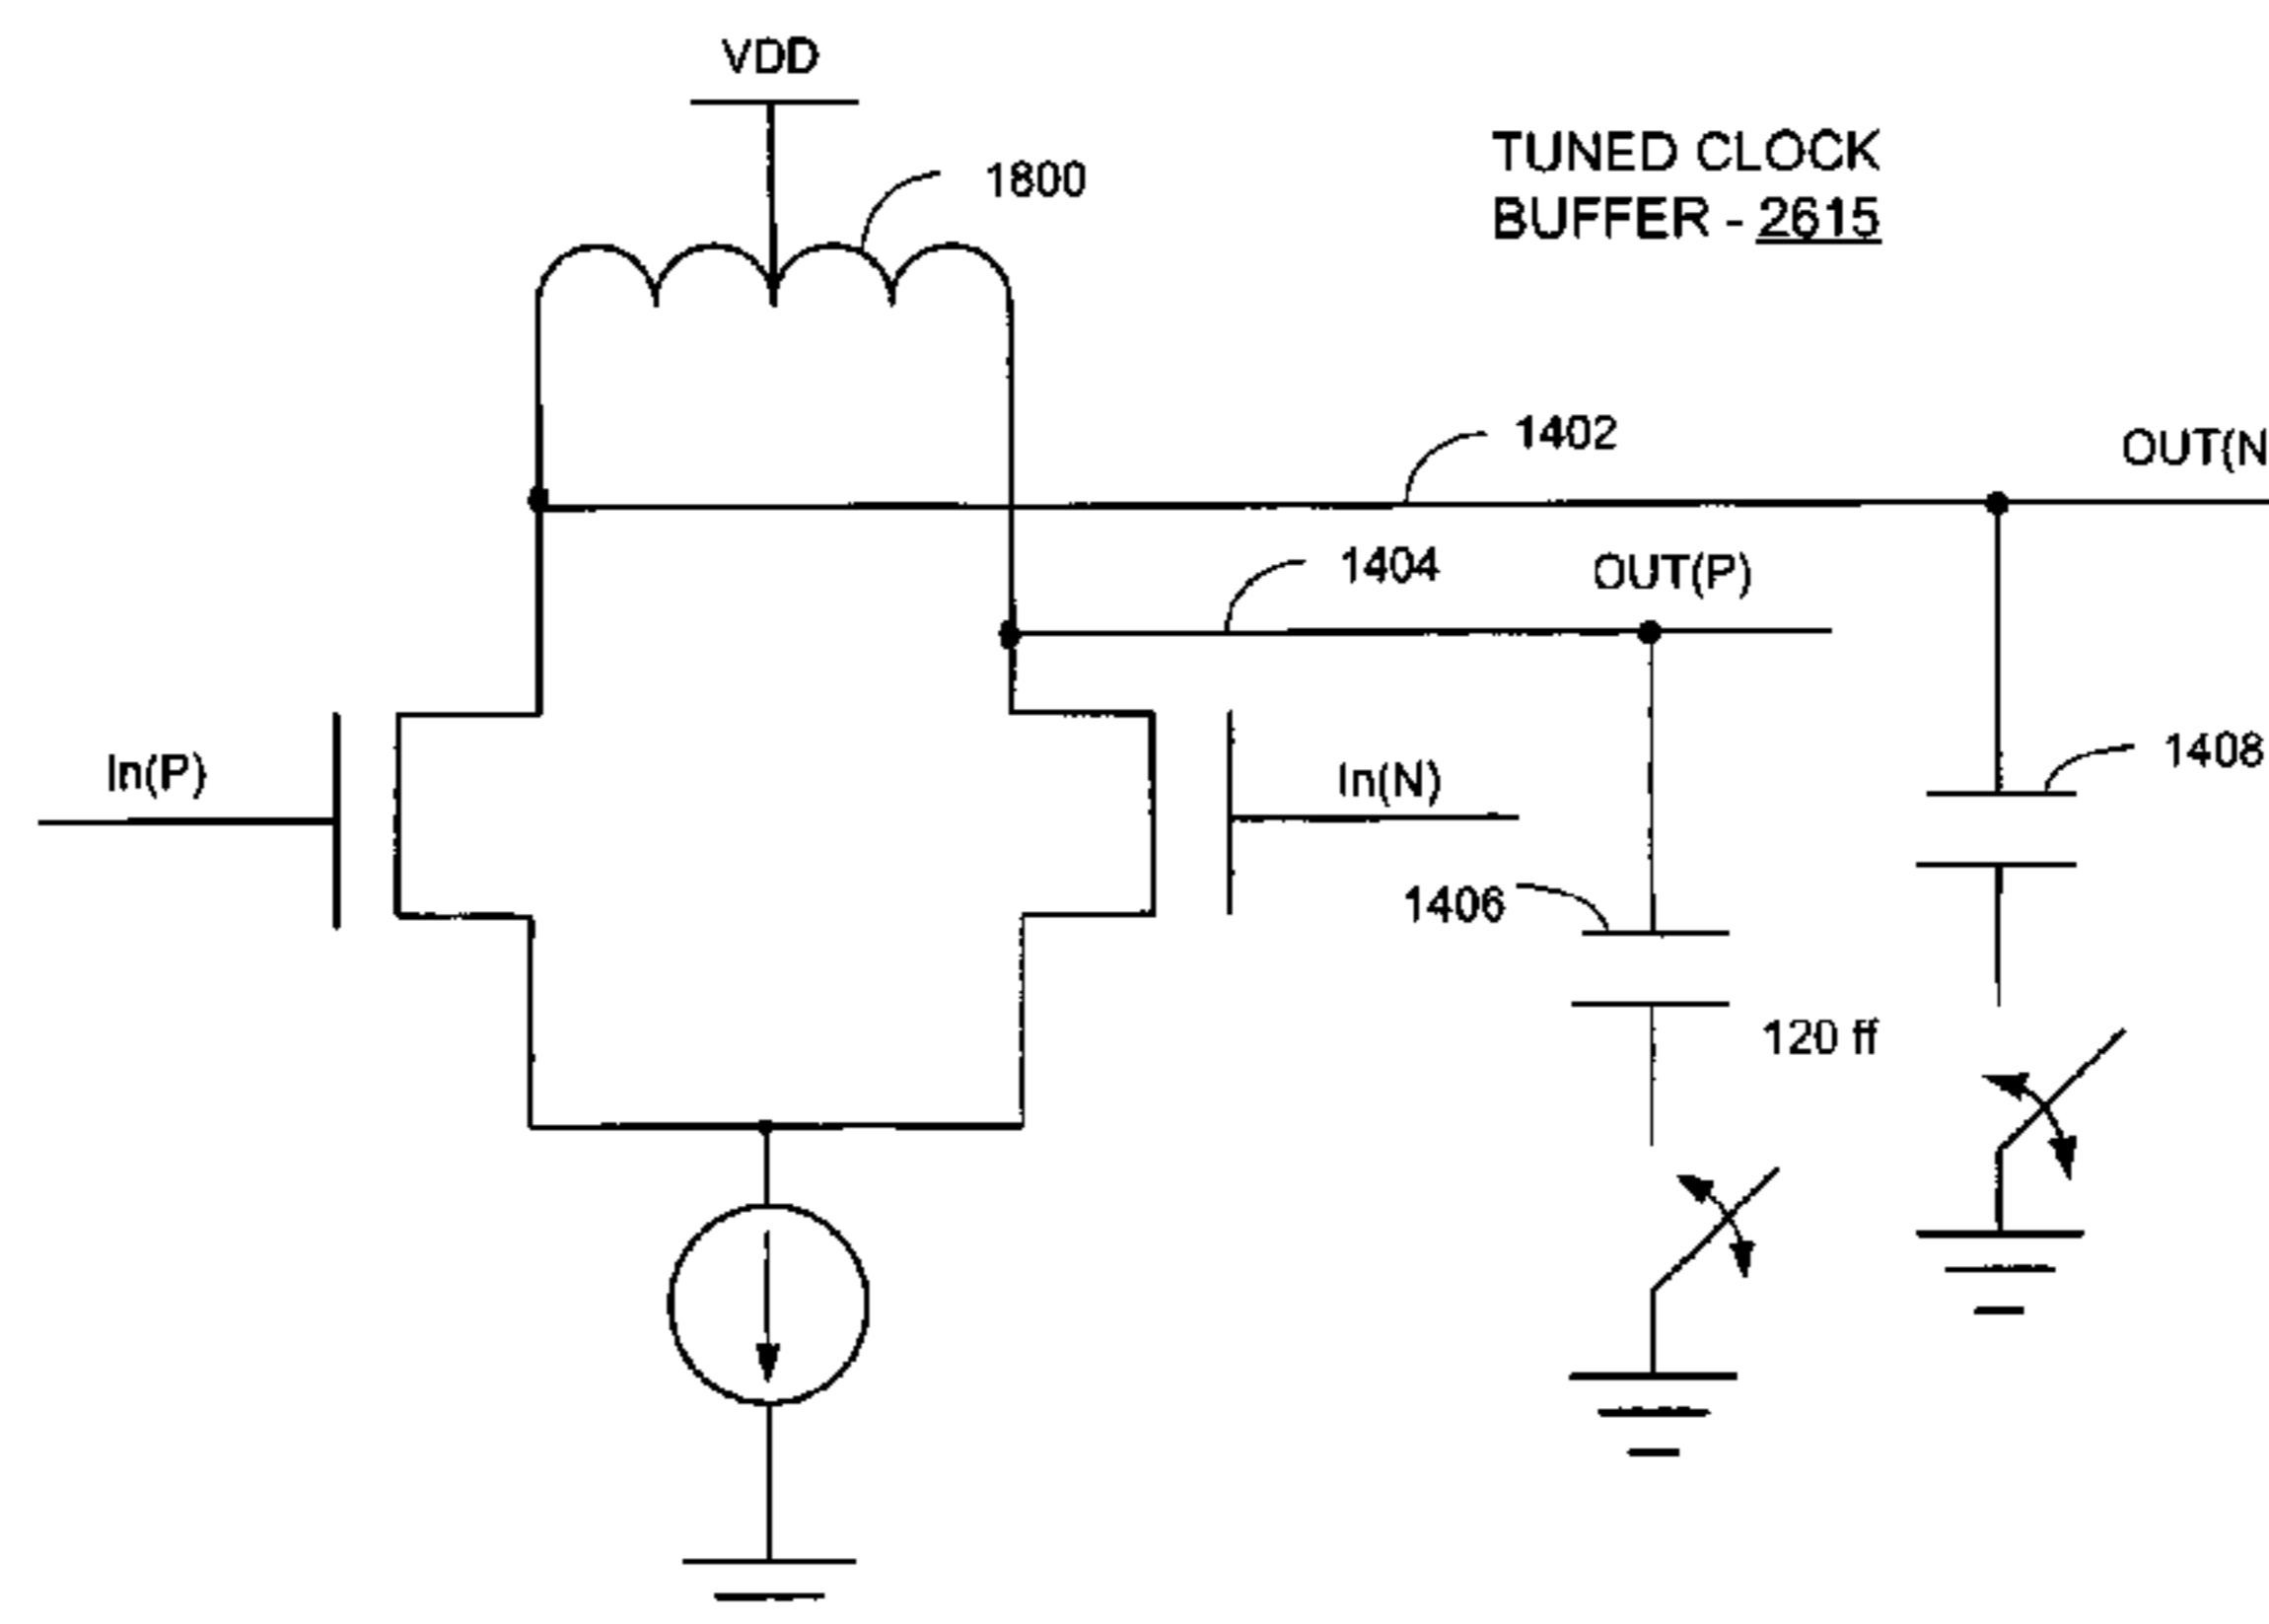 VDD
1800
TUNED CLOCK
BUFFER - 2615
1402
OUT(N
1404
OUT(P)
In(P)
In(N)
1408
1406
120 ff